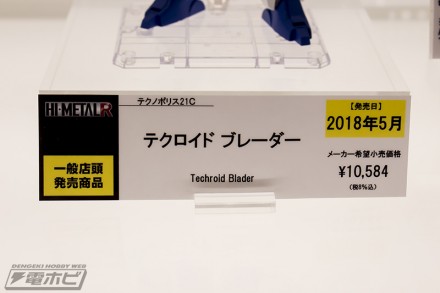 HI-METAL R
テクノポリス21C
【発売日】
2018年5月
テクロイド ブレーダー
メーカー希望小売価格
¥10,584
(税8%込)
一般店頭
発売商品
Techroid Blader
DENGEKI HOBBY WEB
電ホビ